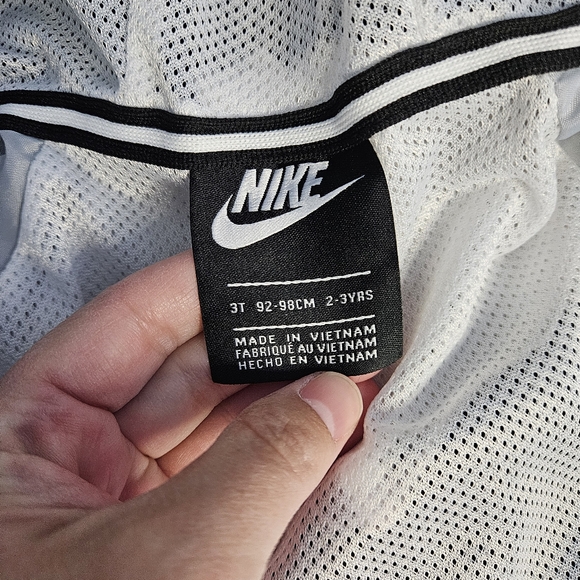 NIKE
3T 92-98CM 2-3YRS
MADE IN VIETNAM
FABRIQUÉ AU VIETNAM
HECHO EN VIETNAM